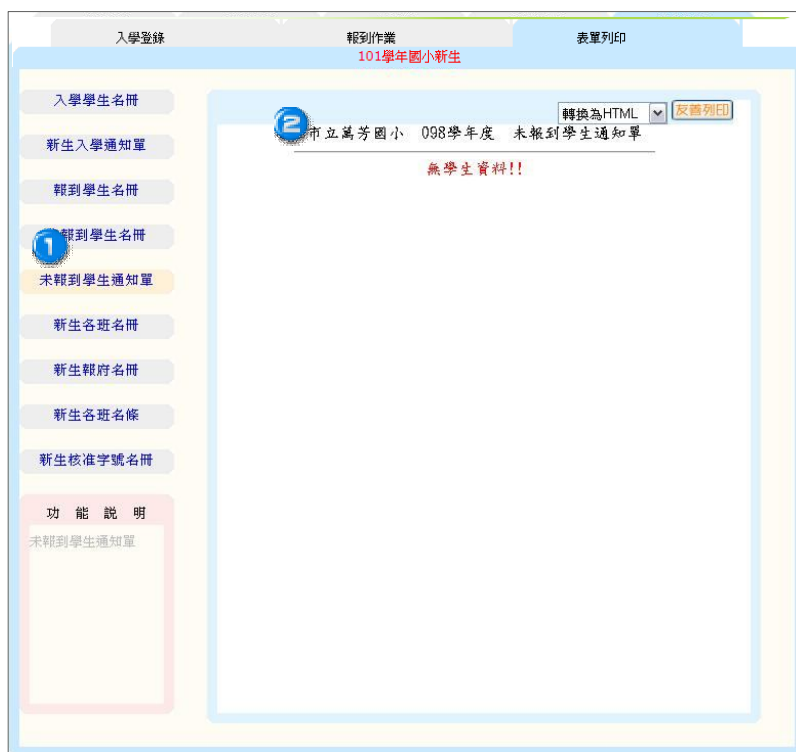 入學登錄
報到作業
表單列印
101學年國小新生
入學學生名冊
新生入學通知單
報到學生名冊
報到學生名冊
未報到學生通知單
新生各班名冊
新生報府名冊
新生各班名條
新生核准字號名冊
功 能 説 明
未報到學生通知單
1
2
轉換為HTML
友善列印
市立萬芳國小 098學年度 未報到學生通知單
無學生資料!!